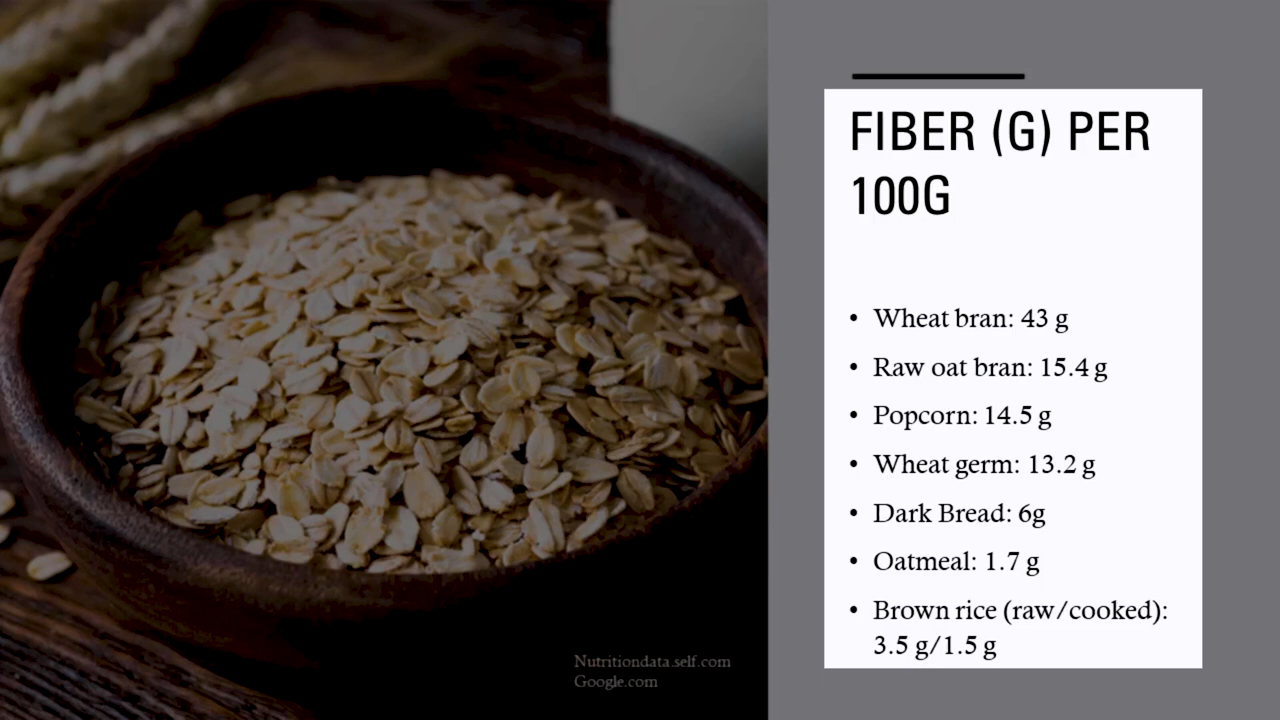 FIBER (G) PER
100G
• Wheat bran: 43 g
• Raw oat bran: 15.4 g
• Popcorn: 14.5 g
• Wheat germ: 13.2 g
• Dark Bread: 6g
• Oatmeal: 1.7 g
• Brown rice (raw/cooked):
3.5 g/1.5 g
Nutritiondata.self.com
Google.com